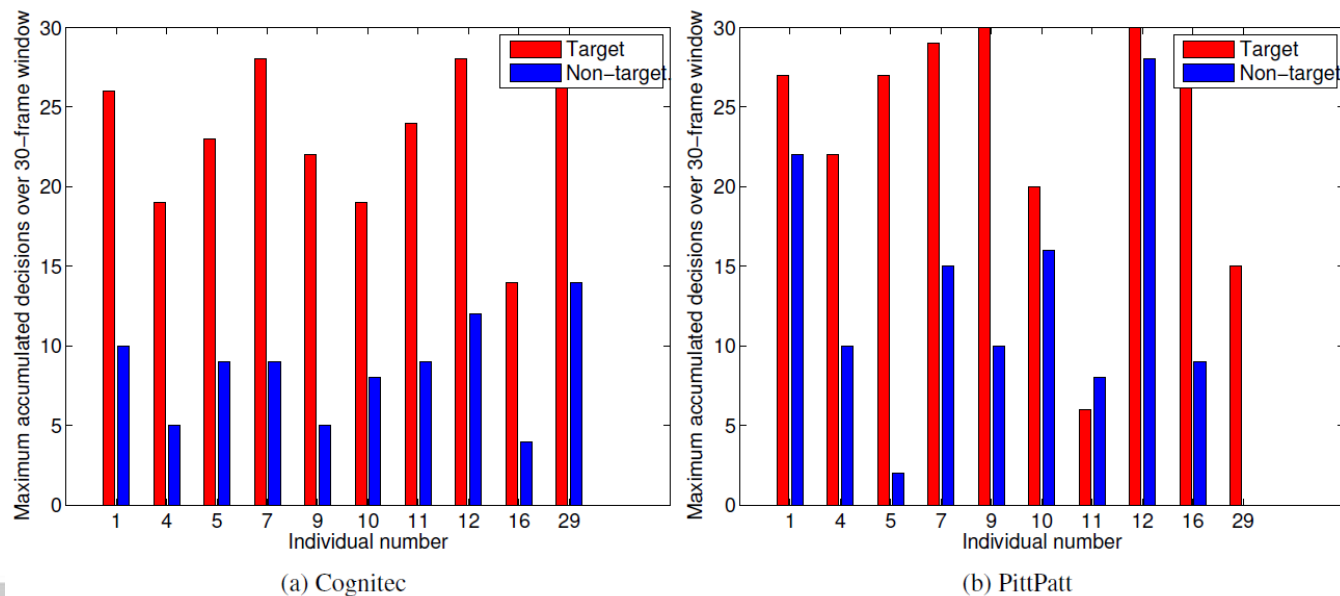 Maximum accumulated decisions over 30-frame window
30
25
20
15
10
5
0
Target
Non-target.
1 4 5 7 9 10 11 12 16 29
Individual number
(a) Cognitec
Maximum accumulated decisions over 30-frame window
30
25
20
15
10
5
0
Target
Non-target
1 4 5 7 9 10 11 12 16 29
Individual number
(b) PittPatt